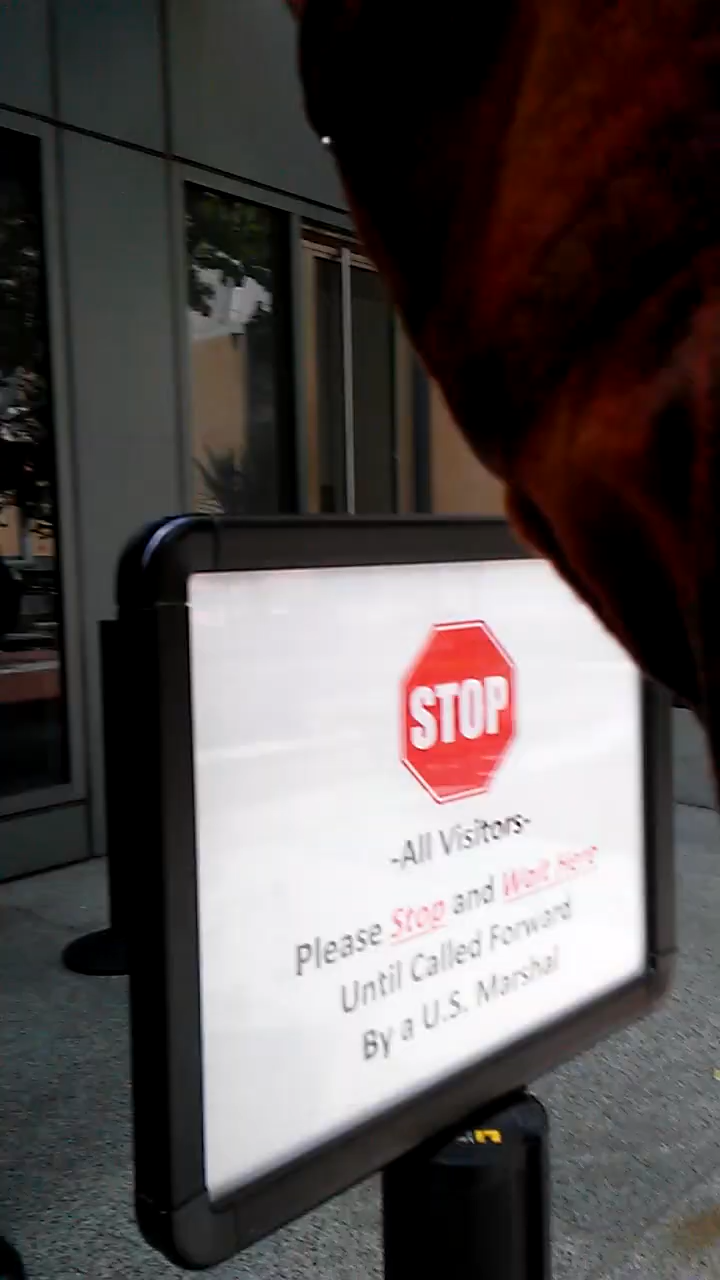 STOP
-All Visitors-
Please Stop and Wait Here
Until Called Forward
By a U.S. Marshal